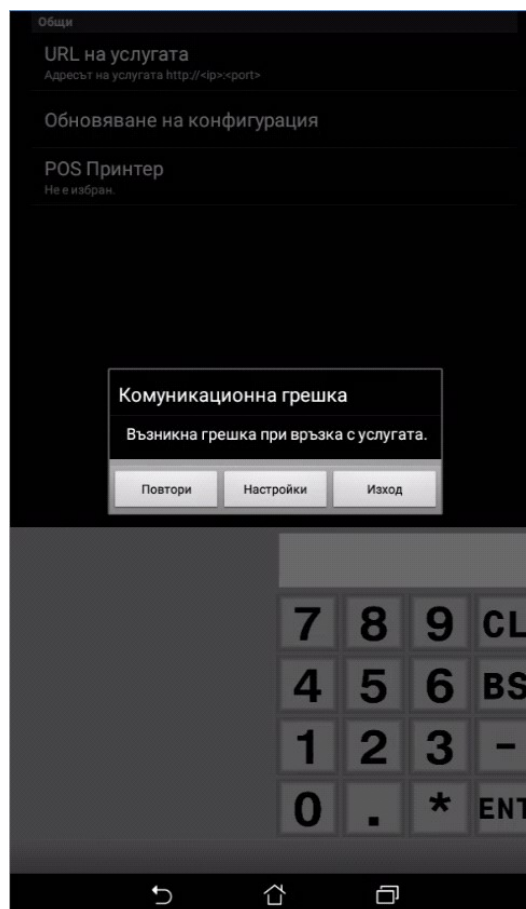 Общи
URL на услугата
Адресът на услугата http://<ip>:<port>
Обновяване на конфигурация
POS Принтер
Не е избран.
Комуникационна грешка
Възникна грешка при връзка с услугата.
Повтори Настройки Изход
7 8 9 CL
4 5 6 BS
1 2 3 -
0 . * ENT